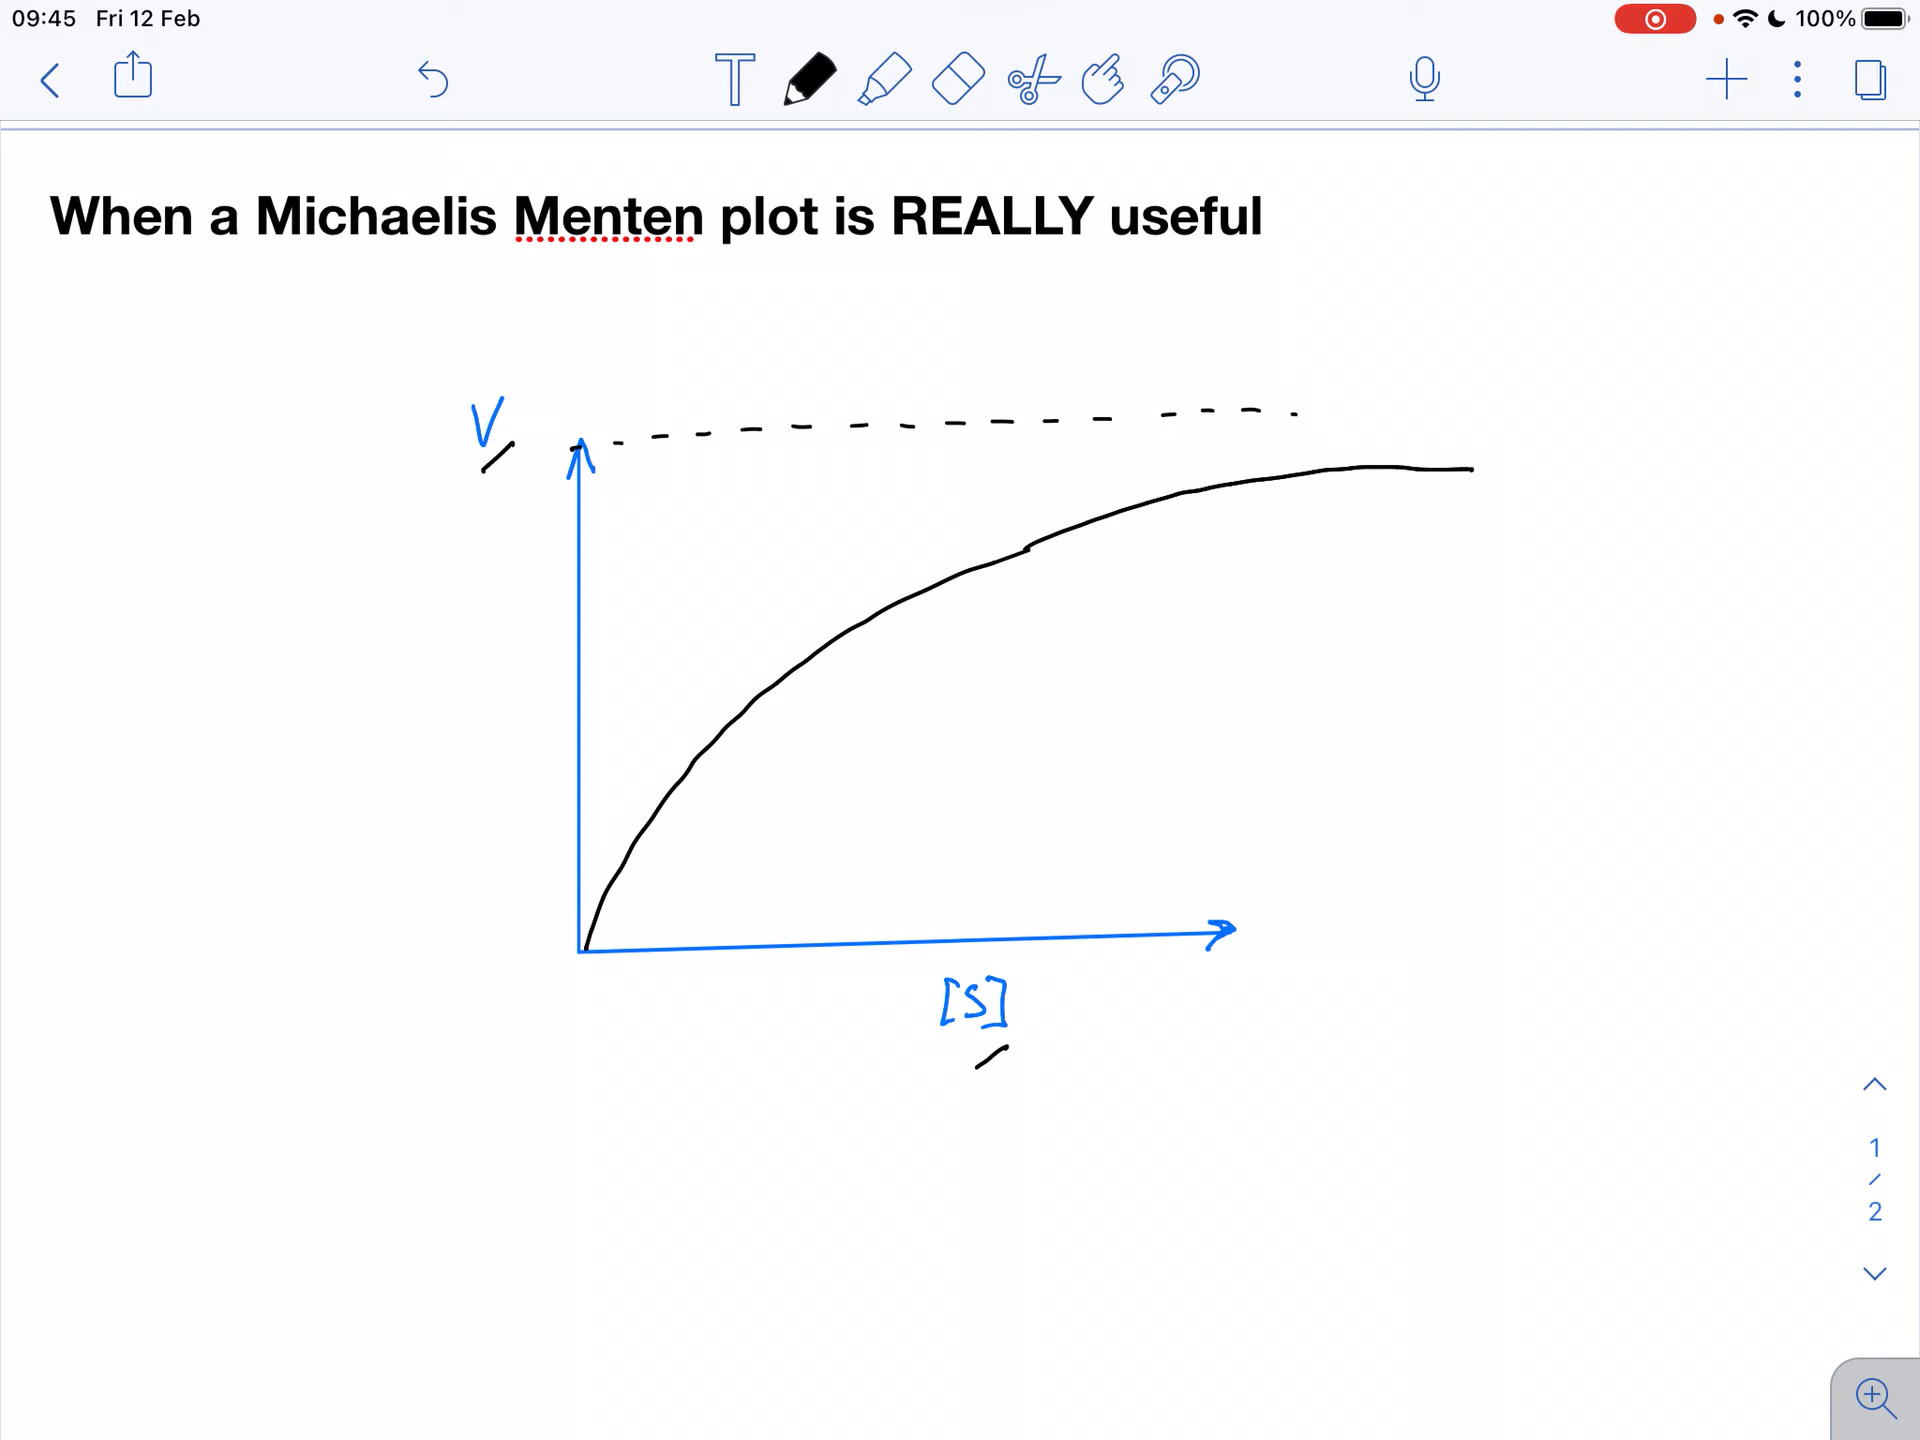 09:45 Fri 12 Feb
100%
T
When a Michaelis Menten plot is REALLY useful
V
[S]
1
/
2